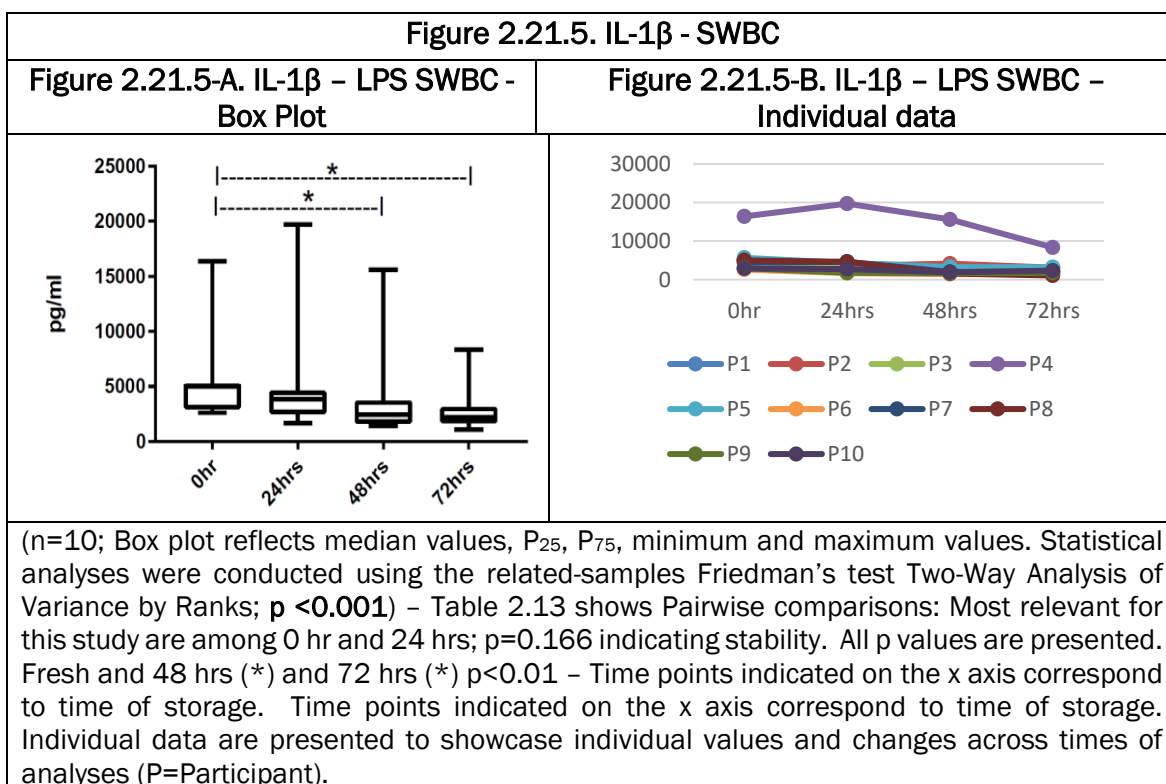 Figure 2.21.5. IL-1β - SWBC
Figure 2.21.5-A. IL-1β – LPS SWBC -
Box Plot
Figure 2.21.5-B. IL-1β – LPS SWBC –
Individual data
25000
20000
15000
10000
5000
0
pg/ml
*
*
0hr
24hrs
48hrs
72hrs
30000
20000
10000
0
0hr 24hrs 48hrs 72hrs
P1 P2 P3 P4
P5 P6 P7 P8
P9 P10
(n=10; Box plot reflects median values, P25, P75, minimum and maximum values. Statistical
analyses were conducted using the related-samples Friedman's test Two-Way Analysis of
Variance by Ranks; p <0.001) – Table 2.13 shows Pairwise comparisons: Most relevant for
this study are among 0 hr and 24 hrs; p=0.166 indicating stability. All p values are presented.
Fresh and 48 hrs (*) and 72 hrs (*) p<0.01 – Time points indicated on the x axis correspond
to time of storage. Time points indicated on the x axis correspond to time of storage.
Individual data are presented to showcase individual values and changes across times of
analyses (P=Participant).